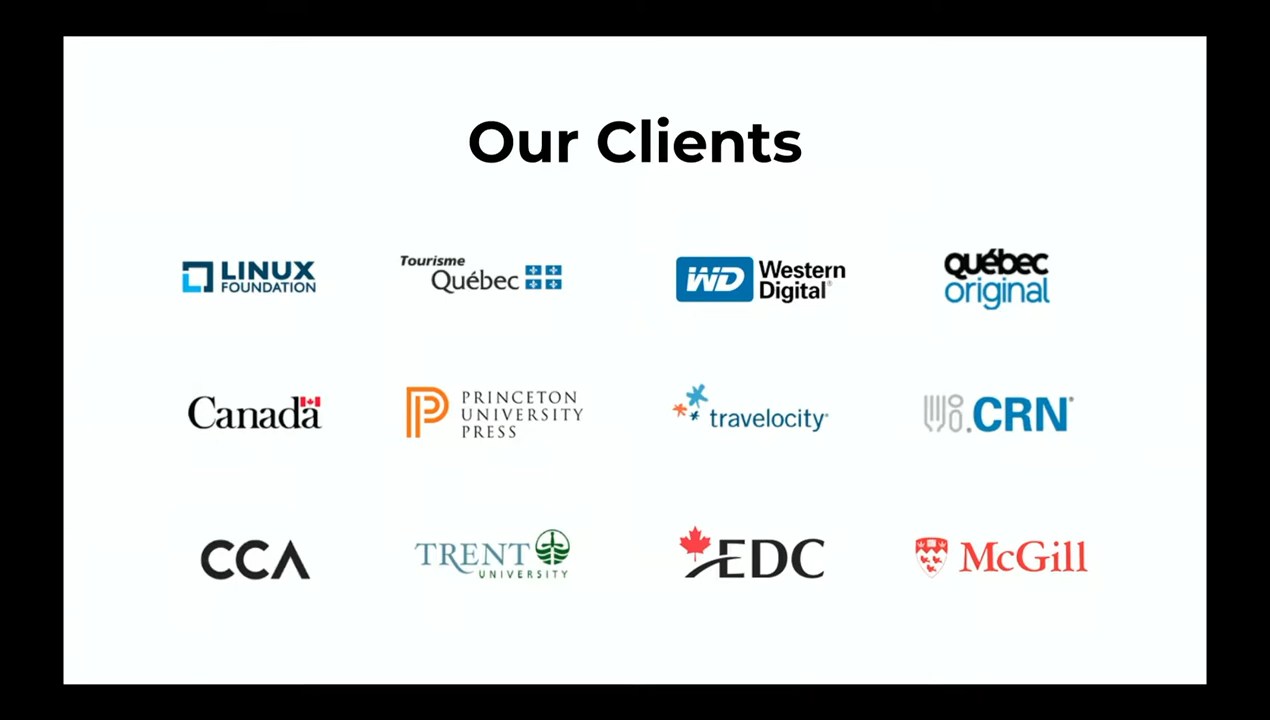 Our Clients
LINUX
FOUNDATION
Tourisme
Québec
WD
Western
Digital®
québec
original
Canada
PRINCETON
UNIVERSITY
PRESS
travelocity®
.CRN®
CCA
TRENT
UNIVERSITY
EDC
McGill